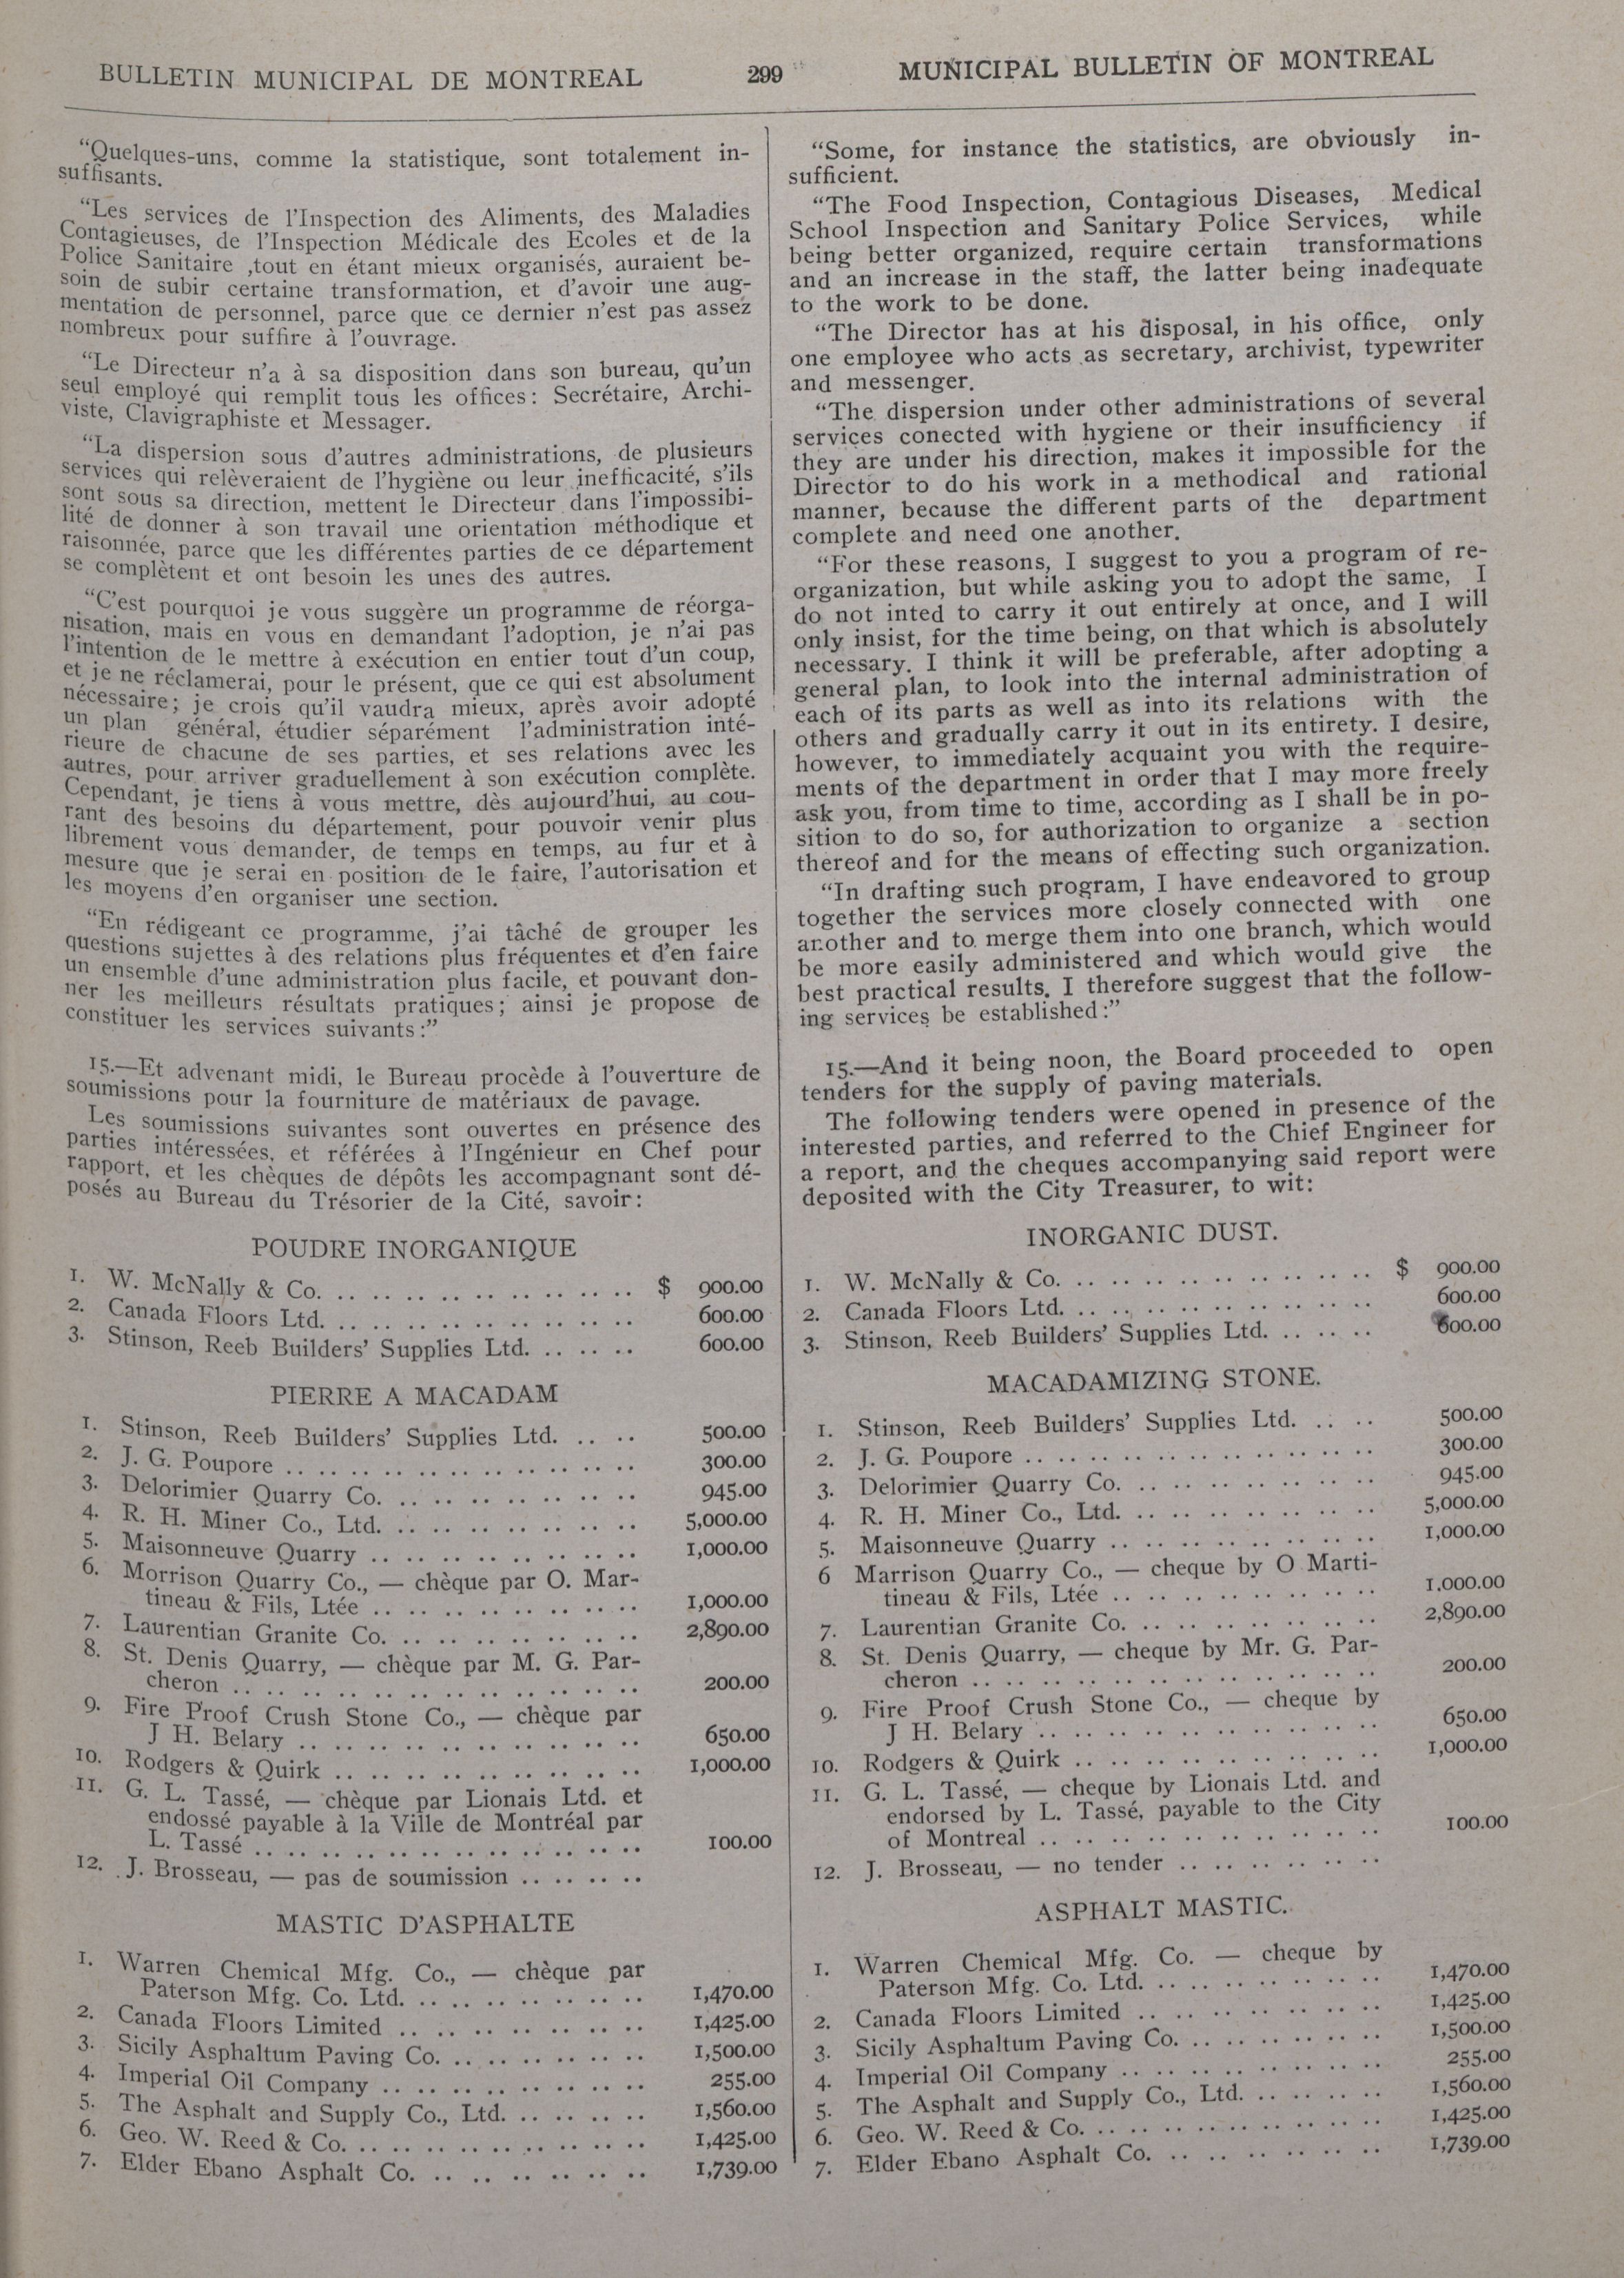 BULLETIN MUNICIPAL DE MONTREAL 299 MUNICIPAL BULLETIN OF MONTREAL
“Quelques-uns, comme la statistique, sont totalement in-
suffisants.
“Les services de l'Inspection des Aliments, des Maladies
Contagieuses, de l'Inspection Médicale des Ecoles et de la
Police Sanitaire ,tout en étant mieux organisés, auraient be-
soin de subir certaine transformation, et d'avoir une aug-
mentation de personnel, parce que ce dernier n'est pas assez
nombreux pour suffire à l'ouvrage.
“Le Directeur n'a à sa disposition dans son bureau, qu'un
seul employé qui remplit tous les offices: Secrétaire, Archi-
viste, Clavigraphiste et Messager.
“La dispersion sous d'autres administrations, de plusieurs
services qui relèveraient de l'hygiène ou leur inefficacité, s'ils
sont sous sa direction, mettent le Directeur dans l'impossibi-
lité de donner à son travail une orientation méthodique et
raisonnée, parce que les différentes parties de ce département
se complètent et ont besoin les unes des autres.
“C'est pourquoi je vous suggère un programme de réorga-
nisation, mais en vous en demandant l'adoption, je n'ai pas
l'intention de le mettre à exécution en entier tout d'un coup,
et je ne réclamerai, pour le présent, que ce qui est absolument
nécessaire; je crois qu'il vaudra mieux, après avoir adopté
un plan général, étudier séparément l'administration inté-
rieure de chacune de ses parties, et ses relations avec les
autres, pour arriver graduellement à son exécution complète.
Cependant, je tiens à vous mettre, dès aujourd'hui, au cou-
rant des besoins du département, pour pouvoir venir plus
librement vous demander, de temps en temps, au fur et à
mesure que je serai en position de le faire, l'autorisation et
les moyens d'en organiser une section.
“En rédigeant ce programme, j'ai tâché de grouper les
questions sujettes à des relations plus fréquentes et d'en faire
un ensemble d'une administration plus facile, et pouvant don-
ner les meilleurs résultats pratiques; ainsi je propose de
constituer les services suivants:”
15.—Et advenant midi, le Bureau procède à l'ouverture de
soumissions pour la fourniture de matériaux de pavage.
Les soumissions suivantes sont ouvertes en présence des
parties intéressées, et référées à l'Ingénieur en Chef pour
rapport, et les chèques de dépôts les accompagnant sont dé-
posés au Bureau du Trésorier de la Cité, savoir:
POUDRE INORGANIQUE
1. W. McNally & Co. .. .. .. .. .. .. .. .. .. .. .. $ 900.00
2. Canada Floors Ltd. .. .. .. .. .. .. .. .. .. .. .. 600.00
3. Stinson, Reeb Builders' Supplies Ltd. .. .. .. 600.00
PIERRE A MACADAM
1. Stinson, Reeb Builders' Supplies Ltd. .. .. 500.00
2. J. G. Poupore .. .. .. .. .. .. .. .. .. .. .. .. .. 300.00
3. Delorimier Quarry Co. .. .. .. .. .. .. .. .. 945.00
4. R. H. Miner Co., Ltd. .. .. .. .. .. .. .. .. 5,000.00
5. Maisonneuve Quarry .. .. .. .. .. .. .. .. .. 1,000.00
6. Morrison Quarry Co., — chèque par O. Mar-
tineau & Fils, Ltée .. .. .. .. .. .. .. .. .. 1,000.00
7. Laurentian Granite Co. .. .. .. .. .. .. .. .. 2,890.00
8. St. Denis Quarry, — chèque par M. G. Par-
cheron .. .. .. .. .. .. .. .. .. .. .. .. .. 200.00
9. Fire Proof Crush Stone Co., — chèque par
J H. Belary .. .. .. .. .. .. .. .. .. .. .. 650.00
10. Rodgers & Quirk .. .. .. .. .. .. .. .. .. .. 1,000.00
11. G. L. Tassé, — chèque par Lionais Ltd. et
endossé payable à la Ville de Montréal par
L. Tassé .. .. .. .. .. .. .. .. .. .. .. .. 100.00
12. J. Brosseau, — pas de soumission .. .. .. ..
MASTIC D'ASPHALTE
1. Warren Chemical Mfg. Co., — chèque par
Paterson Mfg. Co. Ltd. .. .. .. .. .. .. .. 1,470.00
2. Canada Floors Limited .. .. .. .. .. .. .. .. 1,425.00
3. Sicily Asphaltum Paving Co. .. .. .. .. .. .. 1,500.00
4. Imperial Oil Company .. .. .. .. .. .. .. .. 255.00
5. The Asphalt and Supply Co., Ltd. .. .. .. .. 1,560.00
6. Geo. W. Reed & Co. .. .. .. .. .. .. .. .. .. 1,425.00
7. Elder Ebano Asphalt Co. .. .. .. .. .. .. .. 1,739.00
“Some, for instance the statistics, are obviously in-
sufficient.
“The Food Inspection, Contagious Diseases, Medical
School Inspection and Sanitary Police Services, while
being better organized, require certain transformations
and an increase in the staff, the latter being inadequate
to the work to be done.
“The Director has at his disposal, in his office, only
one employee who acts as secretary, archivist, typewriter
and messenger.
“The dispersion under other administrations of several
services conected with hygiene or their insufficiency if
they are under his direction, makes it impossible for the
Director to do his work in a methodical and rational
manner, because the different parts of the department
complete and need one another.
“For these reasons, I suggest to you a program of re-
organization, but while asking you to adopt the same, I
do not inted to carry it out entirely at once, and I will
only insist, for the time being, on that which is absolutely
necessary. I think it will be preferable, after adopting a
general plan, to look into the internal administration of
each of its parts as well as into its relations with the
others and gradually carry it out in its entirety. I desire,
however, to immediately acquaint you with the require-
ments of the department in order that I may more freely
ask you, from time to time, according as I shall be in po-
sition to do so, for authorization to organize a section
thereof and for the means of effecting such organization.
“In drafting such program, I have endeavored to group
together the services more closely connected with one
another and to merge them into one branch, which would
be more easily administered and which would give the
best practical results. I therefore suggest that the follow-
ing services be established:”
15.—And it being noon, the Board proceeded to open
tenders for the supply of paving materials.
The following tenders were opened in presence of the
interested parties, and referred to the Chief Engineer for
a report, and the cheques accompanying said report were
deposited with the City Treasurer, to wit:
INORGANIC DUST.
1. W. McNally & Co. .. .. .. .. .. .. .. .. .. .. .. $ 900.00
2. Canada Floors Ltd. .. .. .. .. .. .. .. .. .. .. 600.00
3. Stinson, Reeb Builders' Supplies Ltd. .. .. .. 600.00
MACADAMIZING STONE.
1. Stinson, Reeb Builders' Supplies Ltd. .. .. 500.00
2. J. G. Poupore .. .. .. .. .. .. .. .. .. .. .. 300.00
3. Delorimier Quarry Co. .. .. .. .. .. .. .. .. 945.00
4. R. H. Miner Co., Ltd. .. .. .. .. .. .. .. .. 5,000.00
5. Maisonneuve Quarry .. .. .. .. .. .. .. .. .. 1,000.00
6 Marrison Quarry Co., — cheque by O Marti-
tineau & Fils, Ltée .. .. .. .. .. .. .. .. 1.000.00
7. Laurentian Granite Co. .. .. .. .. .. .. .. .. 2,890.00
8. St. Denis Quarry, — cheque by Mr. G. Par-
cheron .. .. .. .. .. .. .. .. .. .. .. .. 200.00
9. Fire Proof Crush Stone Co., — cheque by
J H. Belary .. .. .. .. .. .. .. .. .. .. 650.00
10. Rodgers & Quirk .. .. .. .. .. .. .. .. .. 1,000.00
11. G. L. Tassé, — cheque by Lionais Ltd. and
endorsed by L. Tassé, payable to the City
of Montreal .. .. .. .. .. .. .. .. .. .. 100.00
12. J. Brosseau, — no tender .. .. .. .. .. ..
ASPHALT MASTIC.
1. Warren Chemical Mfg. Co. — cheque by
Paterson Mfg. Co. Ltd. .. .. .. .. .. .. .. 1,470.00
2. Canada Floors Limited .. .. .. .. .. .. .. 1,425.00
3. Sicily Asphaltum Paving Co. .. .. .. .. .. .. 1,500.00
4. Imperial Oil Company .. .. .. .. .. .. .. .. 255.00
5. The Asphalt and Supply Co., Ltd. .. .. .. .. 1,560.00
6. Geo. W. Reed & Co. .. .. .. .. .. .. .. .. .. 1,425.00
7. Elder Ebano Asphalt Co. .. .. .. .. .. .. 1,739.00